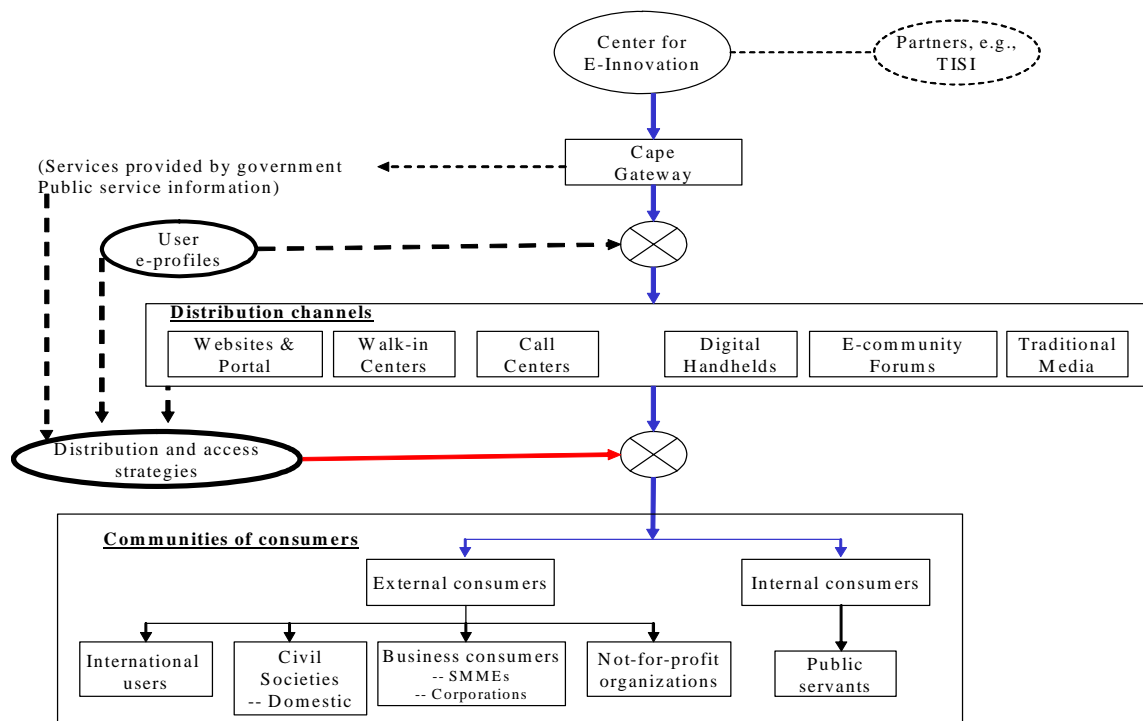 Center for
E-Innovation
Partners, e.g.,
TISI
Cape
Gateway
(Services provided by government
Public service information)
User
e-profiles
Distribution channels
Websites &
Portal
Walk-in
Centers
Call
Centers
Digital
Handhelds
E-community
Forums
Traditional
Media
Distribution and access
strategies
Communities of consumers
External consumers
Internal consumers
International
users
Civil
Societies
-- Domestic
Business consumers
-- SMMEs
-- Corporations
Not-for-profit
organizations
Public
servants